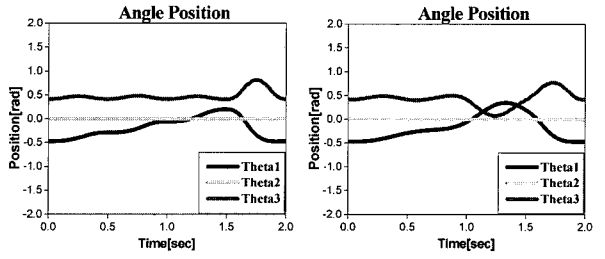 Angle Position
2.0
1.5
1.0
0.5
0.0
-0.5
-1.0
-1.5
-2.0
Position[rad]
Theta1
Theta2
Theta3
0.0 0.5 1.0 1.5 2.0
Time[sec]
Angle Position
2.0
1.5
1.0
0.5
0.0
-0.5
-1.0
-1.5
-2.0
Position[rad]
Theta1
Theta2
Theta3
0.0 0.5 1.0 1.5 2.0
Time[sec]